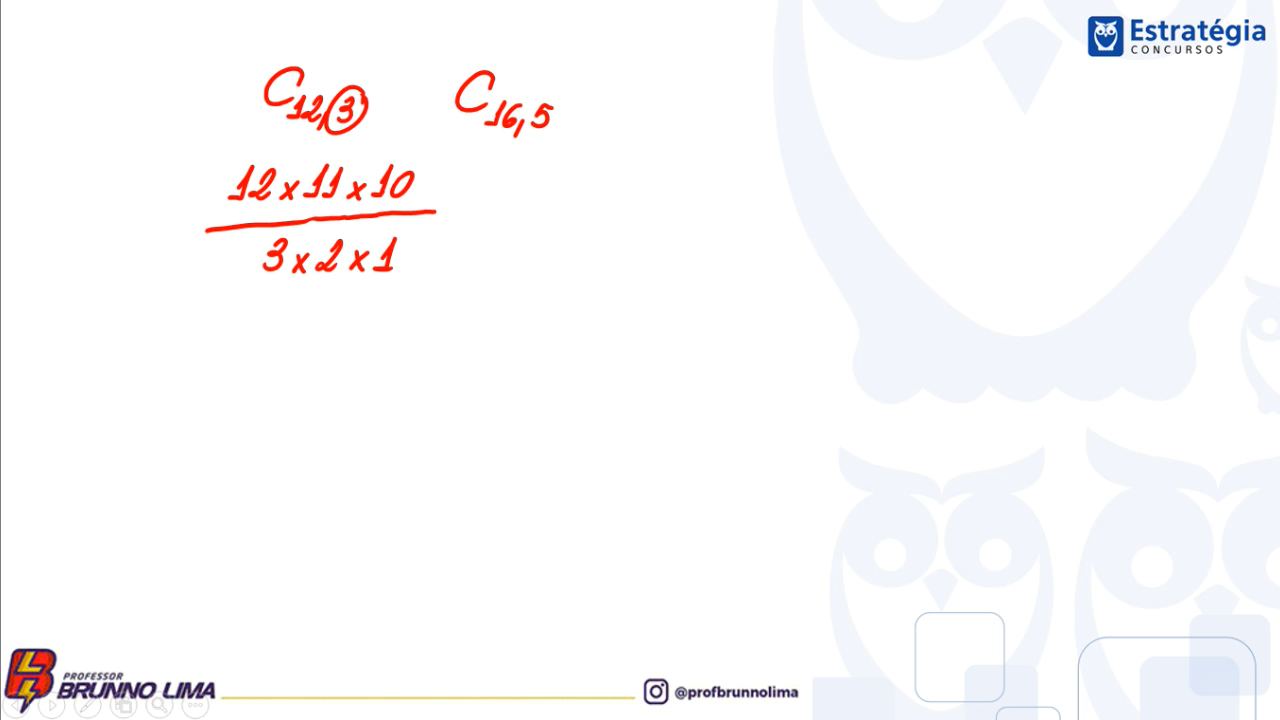 Estratégia
CONCURSOS
C12,3 C16,5
12 x 11 x 10
3 x 2 x 1
PROFESSOR
BRUNNO LIMA
@profbrunnolima